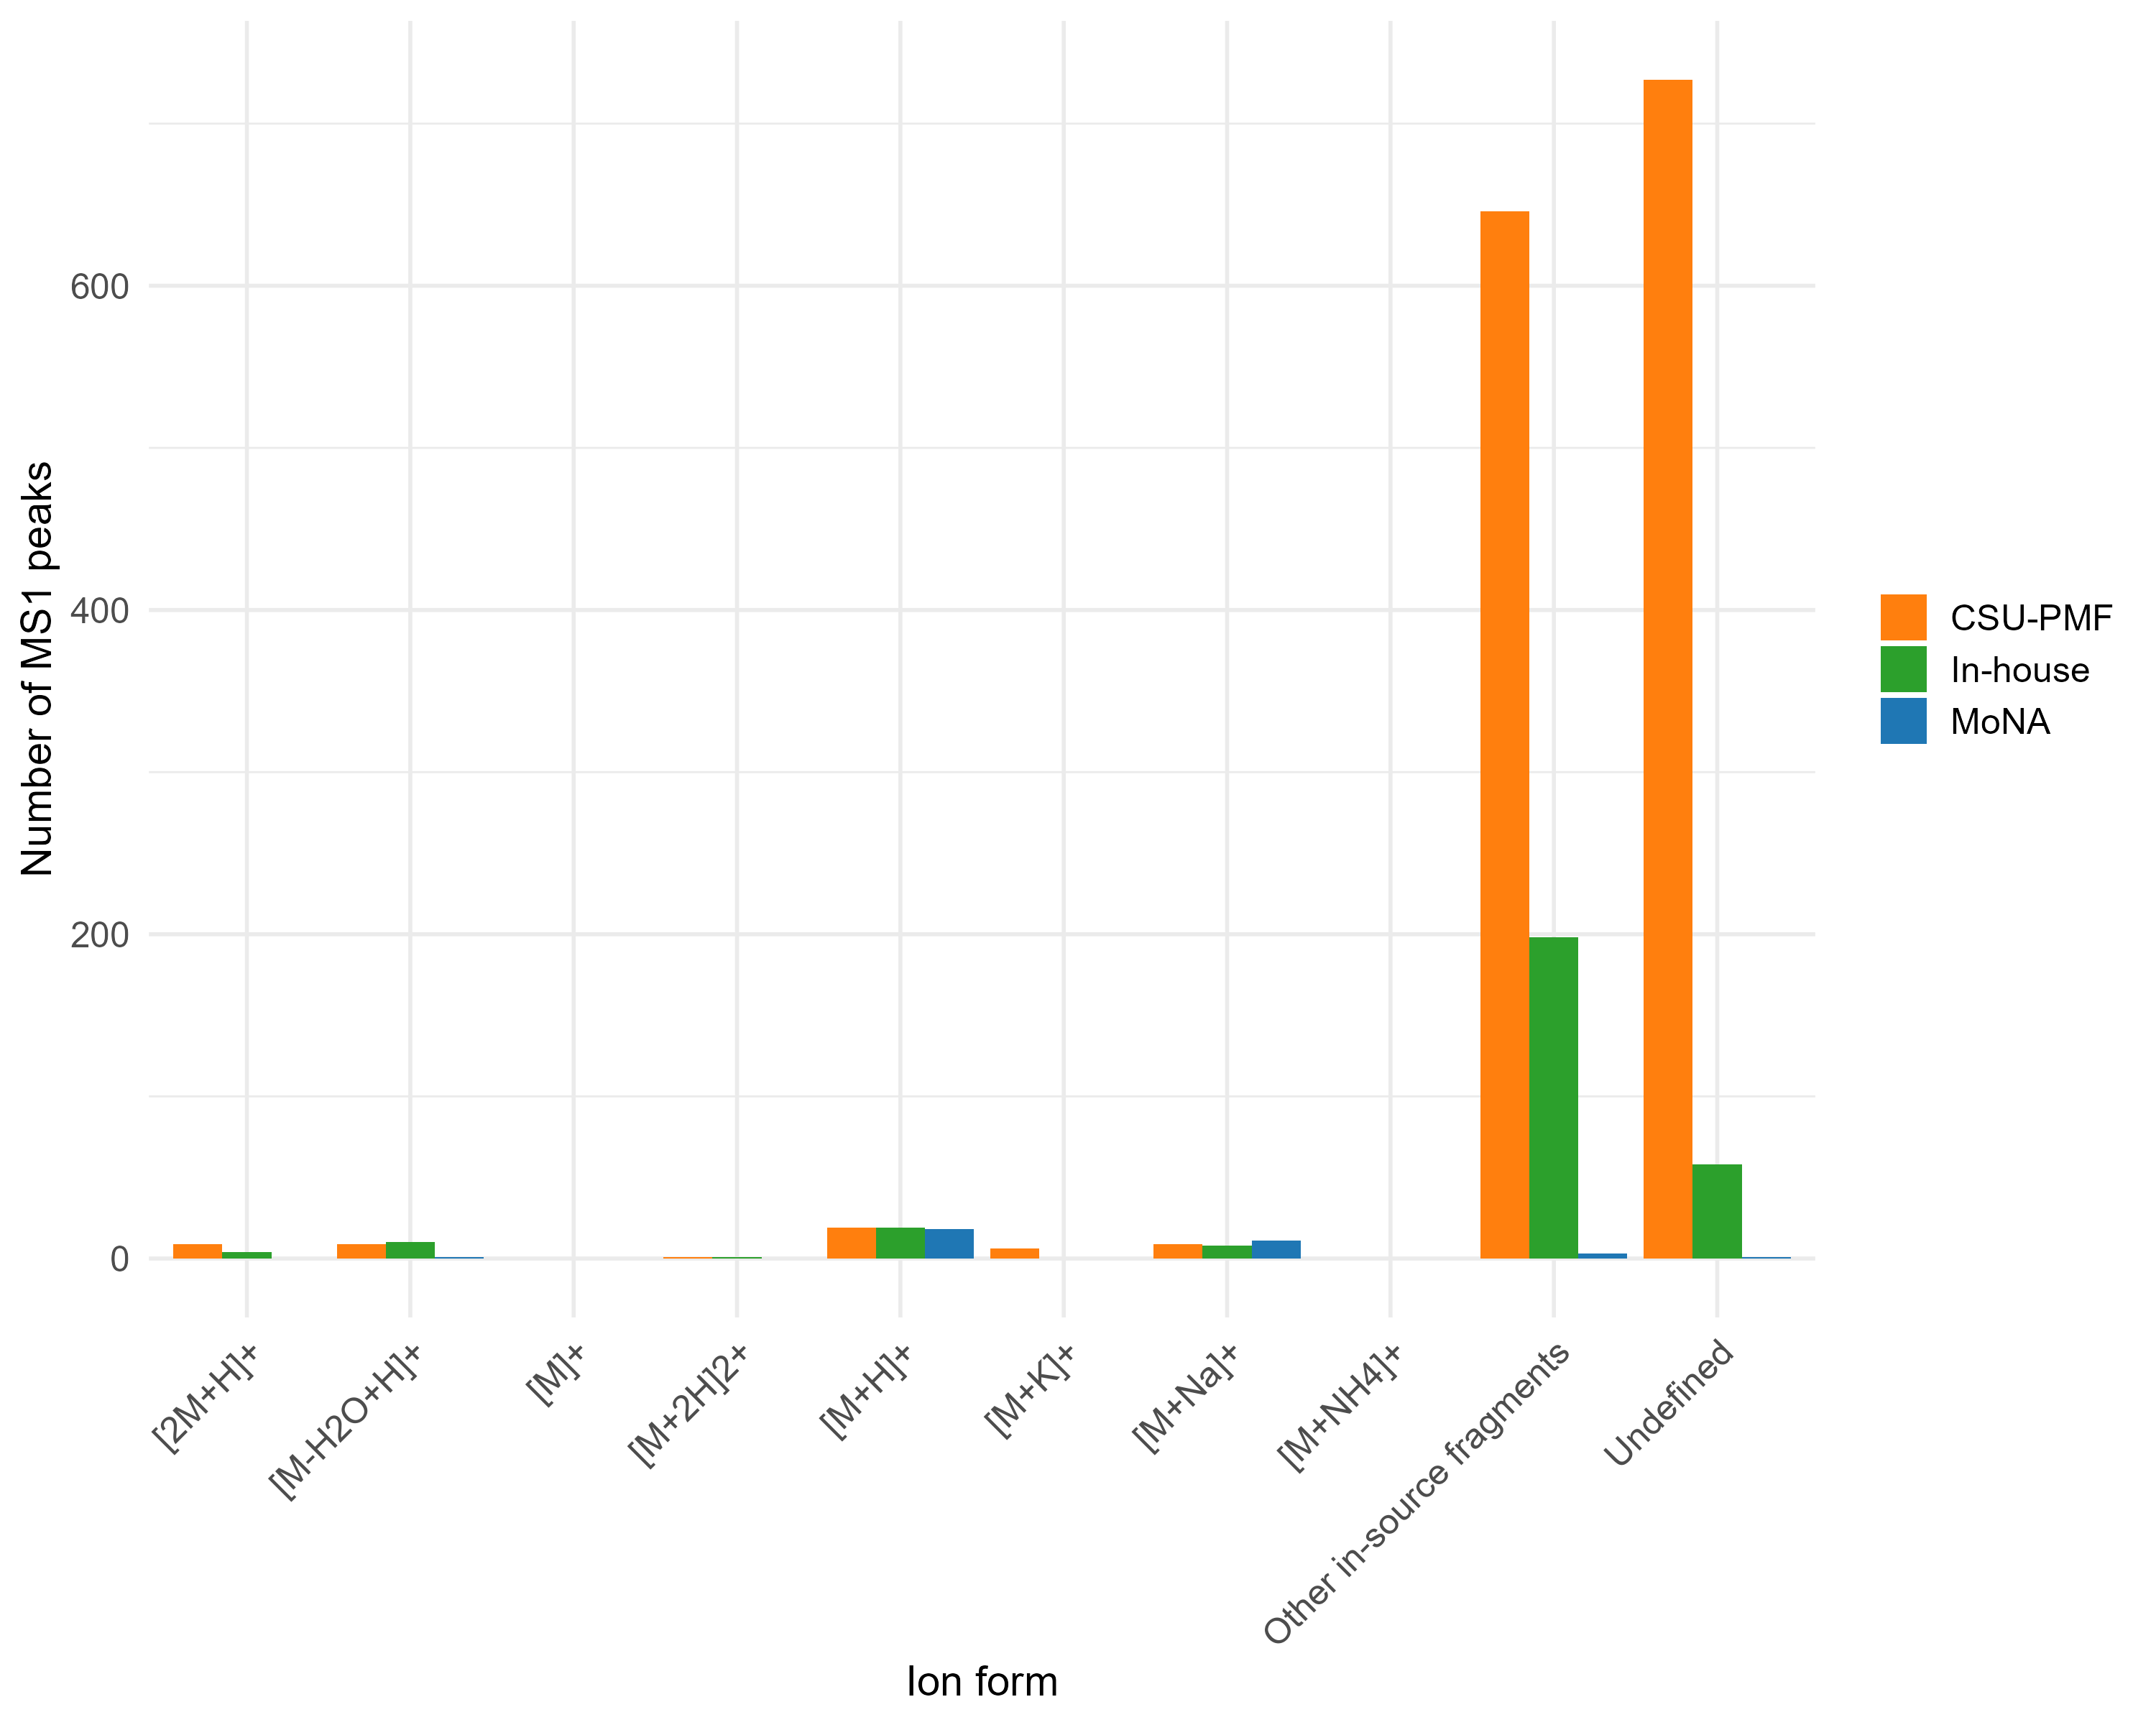 Number of MS1 peaks
600
400
200
0
[2M+H]+
[M-H2O+H]+
[M]+
[M+2H]2+
[M+H]+
[M+K]+
[M+Na]+
[M+NH4]+
Other in-source fragments
Undefined
Ion form
CSU-PMF
In-house
MoNA